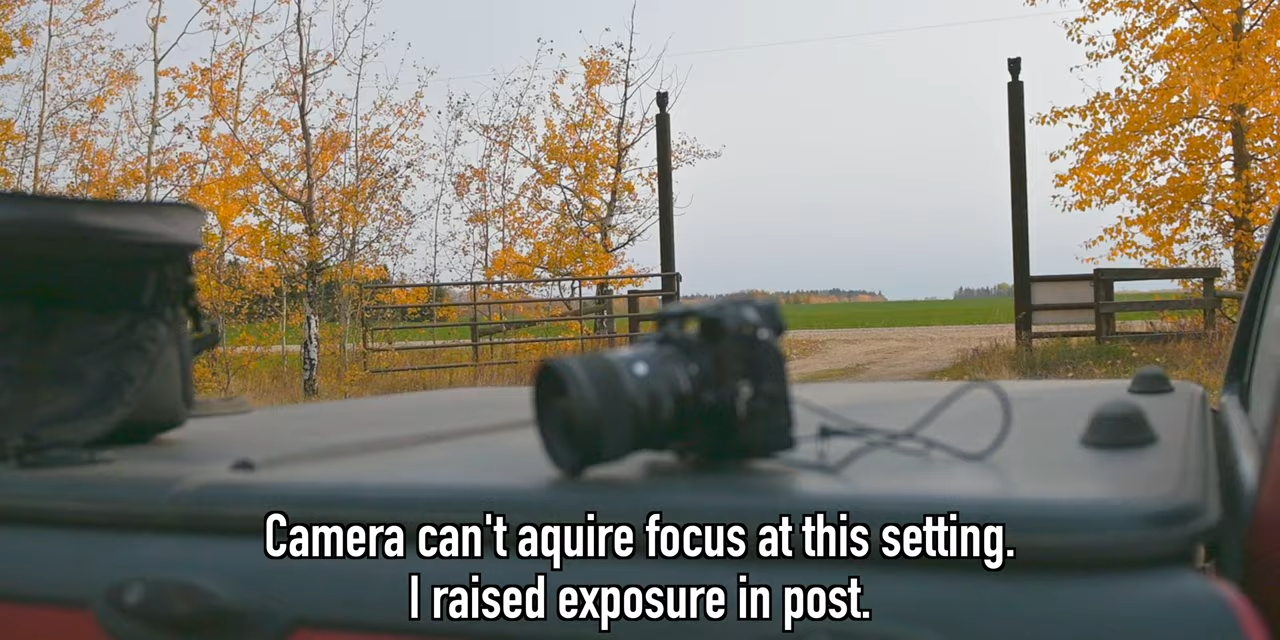 Camera can't aquire focus at this setting.
I raised exposure in post.